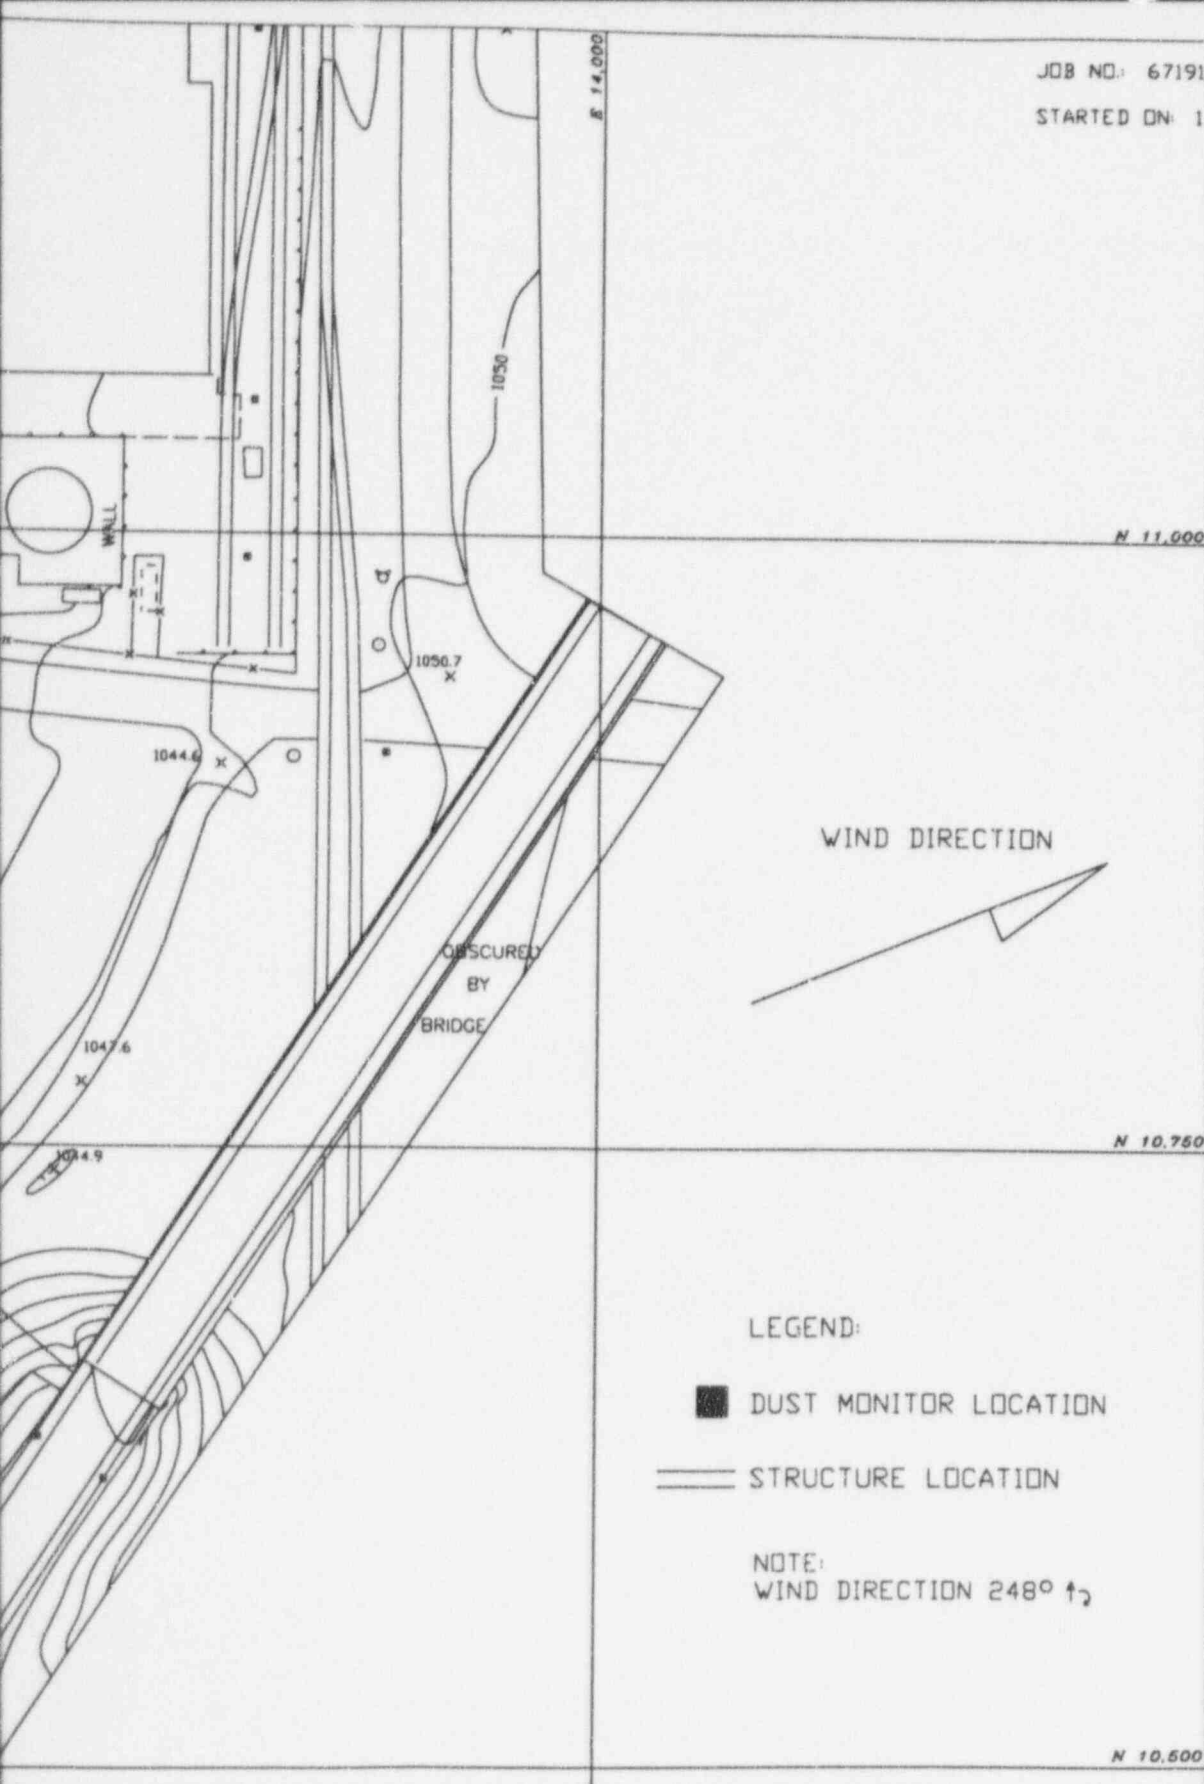 E 14,000
JOB NO.: 67191
STARTED ON: 1
1050
WALL
N 11,000
1050.7
1044.6
WIND DIRECTION
OBSCURED
BY
BRIDGE
1047.6
N 10,750
1044.9
LEGEND:
DUST MONITOR LOCATION
STRUCTURE LOCATION
NOTE:
WIND DIRECTION 248°
N 10,500